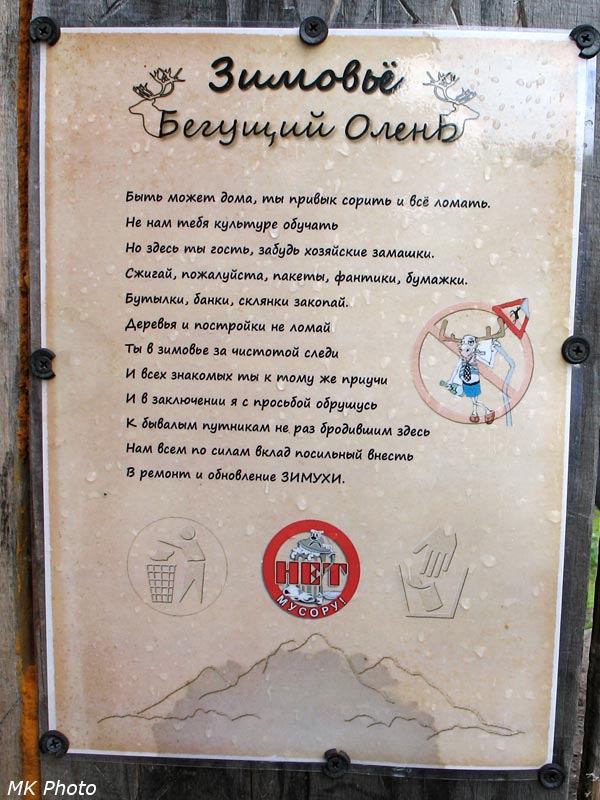 Зимовьё
Бегущий Олень
Быть может дома, ты привык сорить и всё ломать.
Не нам тебя культуре обучать
Но здесь ты гость, забудь хозяйские замашки.
Сжигай, пожалуйста, пакеты, фантики, бумажки.
Бутылки, банки, склянки закопай.
Деревья и постройки не ломай
Ты в зимовье за чистотой следи
И всех знакомых ты к тому же приучи
И в заключении я с просьбой обрушусь
К бывалым путникам не раз бродившим здесь
Нам всем по силам вклад посильный внесть
В ремонт и обновление ЗИМУХИ.
НЕТ
МУСОРУ!
MK Photo